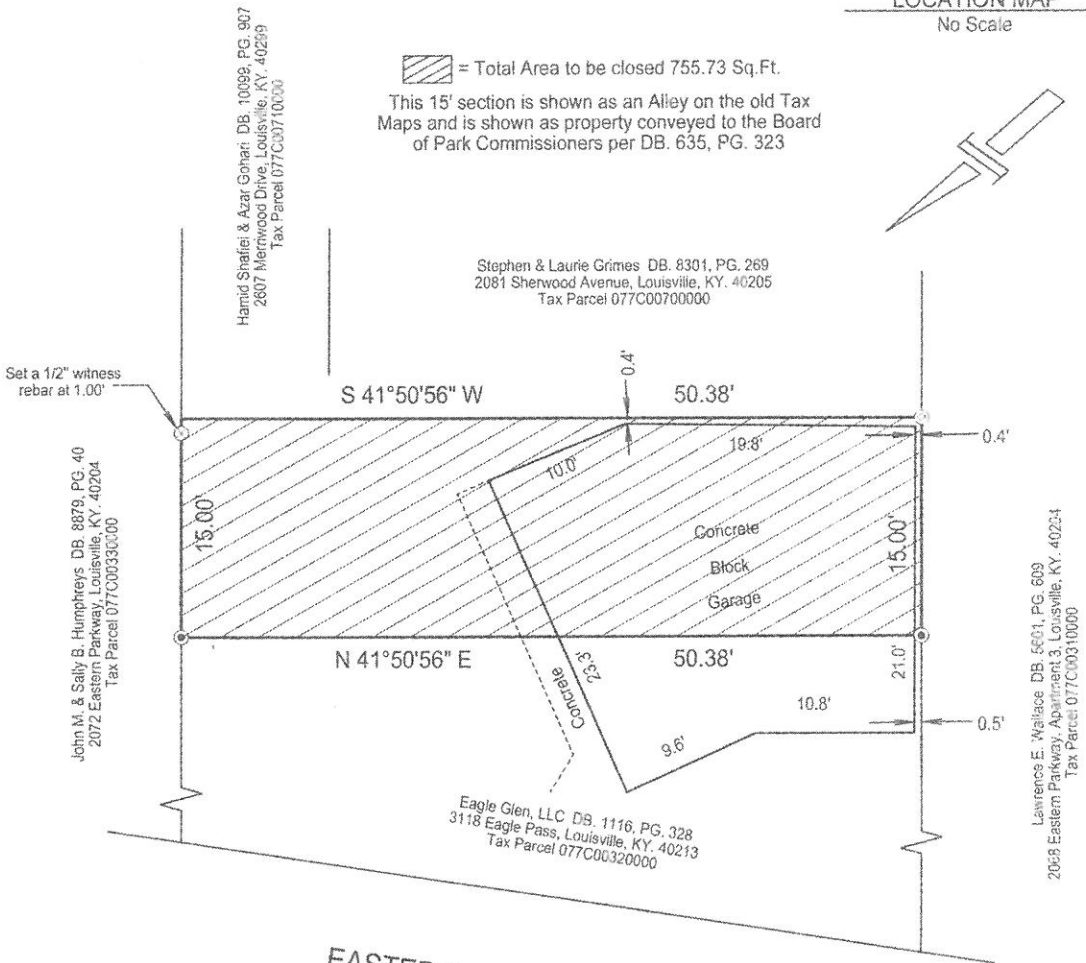 LOCATION MAP
No Scale
= Total Area to be closed 755.73 Sq.Ft.
This 15' section is shown as an Alley on the old Tax
Maps and is shown as property conveyed to the Board
of Park Commissioners per DB. 635, PG. 323
Hamid Shafiei & Azar Gohari DB. 10099, PG. 907
2607 Merriwood Drive, Louisville, KY. 40299
Tax Parcel 077C00710000
Stephen & Laurie Grimes DB. 8301, PG. 269
2081 Sherwood Avenue, Louisville, KY. 40205
Tax Parcel 077C00700000
Set a 1/2" witness
rebar at 1.00'
S 41°50'56" W
0.4'
50.38'
0.4'
19.8'
10.0'
John M. & Sally B. Humphreys DB. 8879, PG. 40
2072 Eastern Parkway, Louisville, KY. 40204
Tax Parcel 077C00330000
15.00'
Concrete
Block
Garage
15.00'
N 41°50'56" E
50.38'
23.3'
Concrete
21.0'
10.8'
0.5'
9.6'
Lawrence E. Wallace DB. 5601, PG. 609
2068 Eastern Parkway, Apartment 3, Louisville, KY. 40204
Tax Parcel 077C00310000
Eagle Glen, LLC DB. 1116, PG. 328
3118 Eagle Pass, Louisville, KY. 40213
Tax Parcel 077C00320000